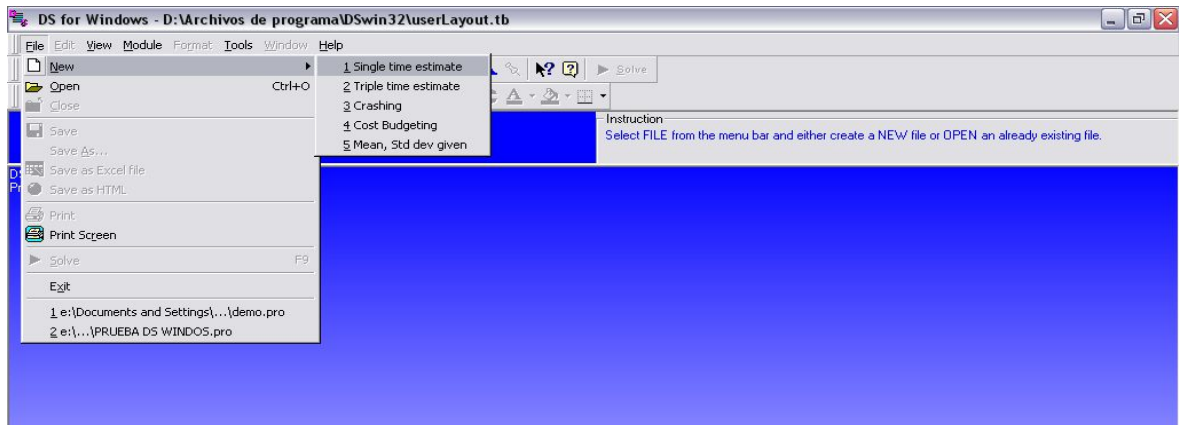 DS for Windows - D:\Archivos de programa\DSwin32\userLayout.tb
File Edit View Module Format Tools Window Help
Solve
New
Open Ctrl+O
Close
Save
Save As...
Save as Excel file
Save as HTML
Print
Print Screen
Solve F9
Exit
1 e:\Documents and Settings\...\demo.pro
2 e:\...\PRUEBA DS WINDOS.pro
1 Single time estimate
2 Triple time estimate
3 Crashing
4 Cost Budgeting
5 Mean, Std dev given
Instruction
Select FILE from the menu bar and either create a NEW file or OPEN an already existing file.